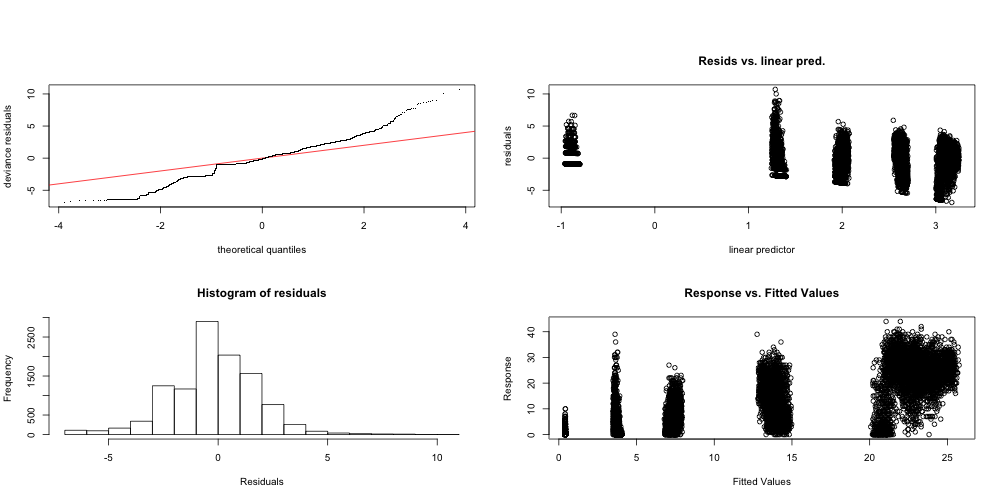 deviance residuals
-5 0 5 10
-4 -2 0 2 4
theoretical quantiles
Resids vs. linear pred.
residuals
-5 0 5 10
-1 0 1 2 3
linear predictor
Histogram of residuals
Frequency
0 500 1500 2500
-5 0 5 10
Residuals
Response vs. Fitted Values
Response
0 10 20 30 40
0 5 10 15 20 25
Fitted Values